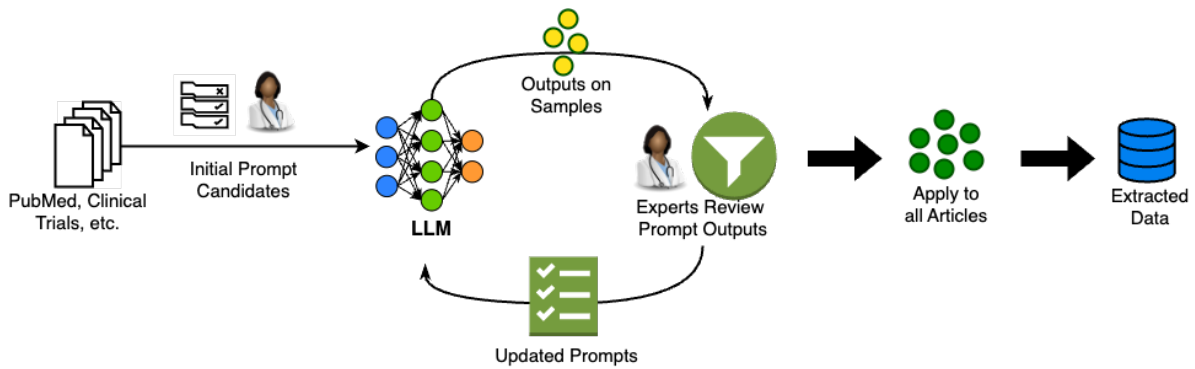 Outputs on
Samples
Initial Prompt
Candidates
PubMed, Clinical
Trials, etc.
LLM
Experts Review
Prompt Outputs
Apply to
all Articles
Extracted
Data
Updated Prompts